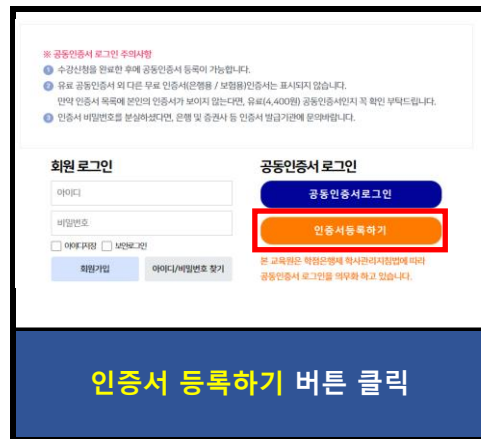 ※ 공동인증서 로그인 주의사항
1 수강신청을 완료한 후에 공동인증서 등록이 가능합니다.
2 유료 공동인증서 외 다른 무료 인증서(은행용 / 보험용)인증서는 표시되지 않습니다.
만약 인증서 목록에 본인의 인증서가 보이지 않는다면, 유료(4,400원) 공동인증서인지 꼭 확인 부탁드립니다.
3 인증서 비밀번호를 분실하셨다면, 은행 및 증권사 등 인증서 발급기관에 문의바랍니다.
회원 로그인
아이디
비밀번호
아이디저장 보안로그인
회원가입 아이디/비밀번호 찾기
공동인증서 로그인
공동인증서로그인
인증서등록하기
본 교육원은 학점은행제 학사관리지침법에 따라
공동인증서 로그인을 의무화 하고 있습니다.
인증서 등록하기 버튼 클릭